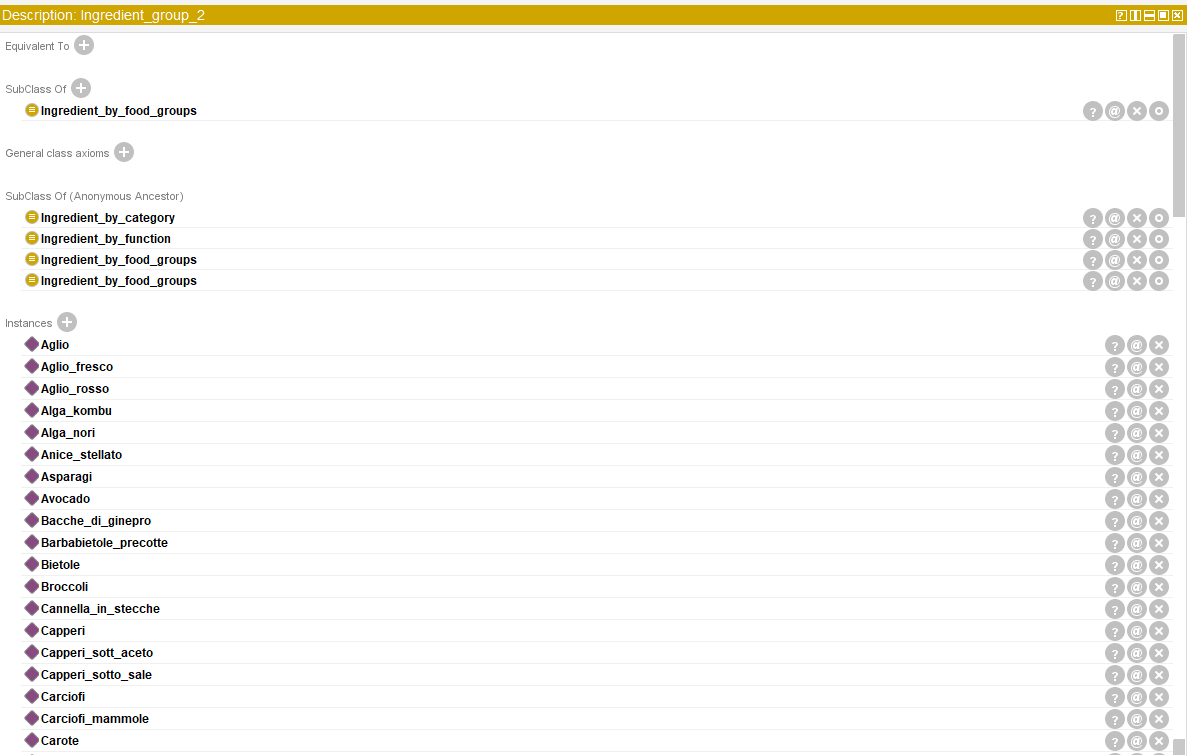 Description: Ingredient_group_2
Equivalent To
SubClass Of
Ingredient_by_food_groups
General class axioms
SubClass Of (Anonymous Ancestor)
Ingredient_by_category
Ingredient_by_function
Ingredient_by_food_groups
Ingredient_by_food_groups
Instances
Aglio
Aglio_fresco
Aglio_rosso
Alga_kombu
Alga_nori
Anice_stellato
Asparagi
Avocado
Bacche_di_ginepro
Barbabietole_precotte
Bietole
Broccoli
Cannella_in_stecche
Capperi
Capperi_sott_aceto
Capperi_sotto_sale
Carciofi
Carciofi_mammole
Carote